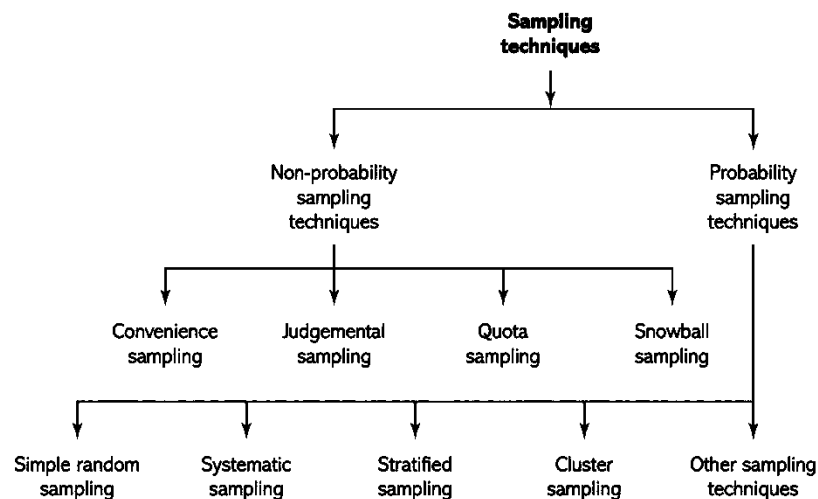 Sampling
techniques
Non-probability
sampling
techniques
Probability
sampling
techniques
Convenience
sampling
Judgemental
sampling
Quota
sampling
Snowball
sampling
Simple random
sampling
Systematic
sampling
Stratified
sampling
Cluster
sampling
Other sampling
techniques